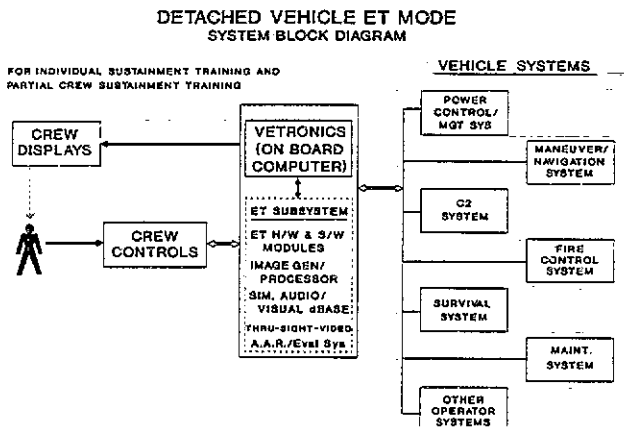 DETACHED VEHICLE ET MODE
SYSTEM BLOCK DIAGRAM
FOR INDIVIDUAL SUSTAINMENT TRAINING AND
PARTIAL CREW SUSTAINMENT TRAINING
VEHICLE SYSTEMS
CREW
DISPLAYS
VETRONICS
(ON BOARD
COMPUTER)
ET SUBSYSTEM
ET H/W & S/W
MODULES
IMAGE GEN/
PROCESSOR
SIM. AUDIO/
VISUAL dBASE
THRU-SIGHT-VIDEO
A.A.R./Eval Sys
CREW
CONTROLS
POWER
CONTROL/
MGT SYS
MANEUVER/
NAVIGATION
SYSTEM
C2
SYSTEM
FIRE
CONTROL
SYSTEM
SURVIVAL
SYSTEM
MAINT.
SYSTEM
OTHER
OPERATOR
SYSTEMS